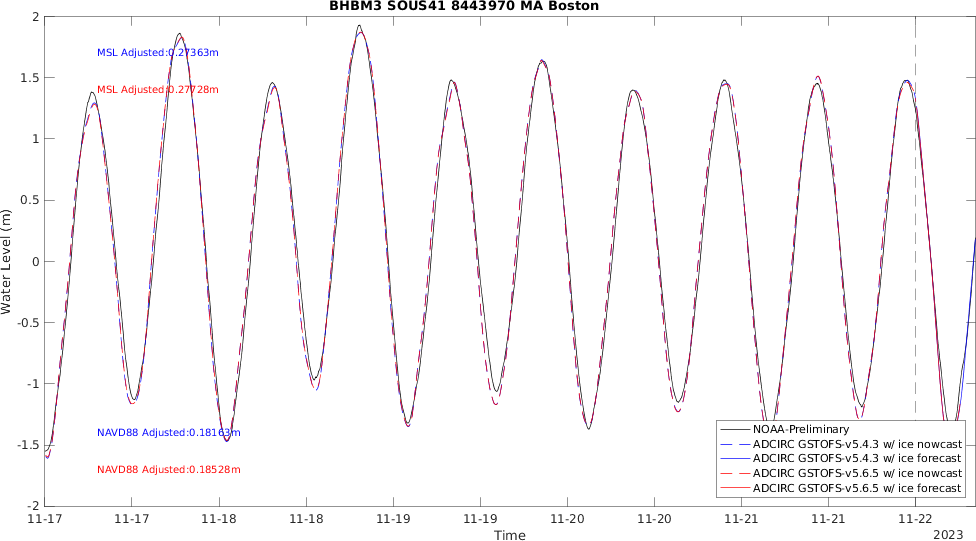 BHBM3 SOUS41 8443970 MA Boston
2
1.5
1
0.5
0
-0.5
-1
-1.5
-2
Water Level (m)
MSL Adjusted:0.27363m
MSL Adjusted:0.27728m
NAVD88 Adjusted:0.18163m
NAVD88 Adjusted:0.18528m
NOAA-Preliminary
ADCIRC GSTOFS-v5.4.3 w/ ice nowcast
ADCIRC GSTOFS-v5.4.3 w/ ice forecast
ADCIRC GSTOFS-v5.6.5 w/ ice nowcast
ADCIRC GSTOFS-v5.6.5 w/ ice forecast
11-17 11-17 11-18 11-18 11-19 11-19 11-20 11-20 11-21 11-21 11-22
Time
2023